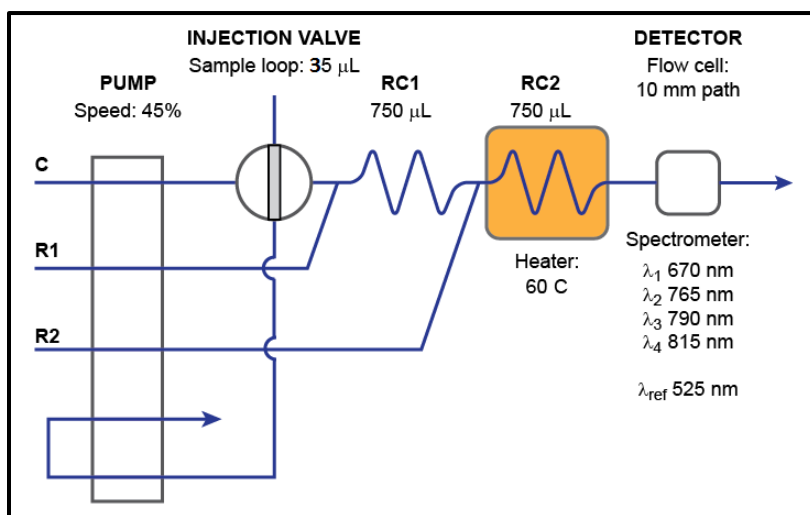 INJECTION VALVE
Sample loop: 35 μL
DETECTOR
Flow cell:
10 mm path
PUMP
Speed: 45%
RC1
750 μL
RC2
750 μL
C
R1
R2
Heater:
60 C
Spectrometer:
λ1 670 nm
λ2 765 nm
λ3 790 nm
λ4 815 nm
λref 525 nm